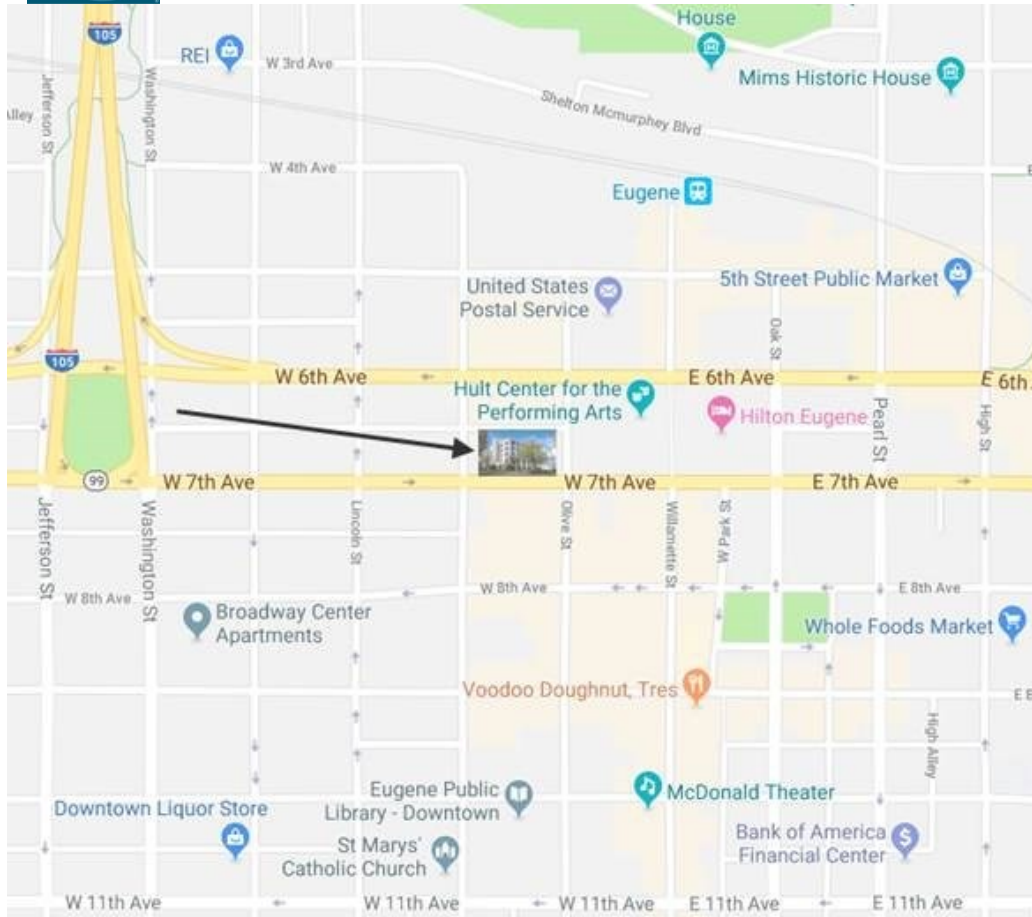 House
105
REI
W 3rd Ave
Mims Historic House
Jefferson St
Washington St
Shelton Mcmurphey Blvd
Alley
W 4th Ave
Eugene
United States
Postal Service
5th Street Public Market
Oak St
105
W 6th Ave
E 6th Ave
E 6th
Hult Center for the
Performing Arts
Hilton Eugene
Pearl St
High St
99
W 7th Ave
W 7th Ave
E 7th Ave
Jefferson St
Washington St
Lincoln St
Olive St
Willamette St
W Park St
W 8th Ave
W 8th Ave
E 8th Ave
Broadway Center
Apartments
Whole Foods Market
Voodoo Doughnut, Tres
E 8
High Alley
Eugene Public
Library - Downtown
McDonald Theater
Downtown Liquor Store
St Marys'
Catholic Church
Bank of America
Financial Center
$
W 11th Ave
W 11th Ave
W 11th Ave
E 11th Ave
E 11th Ave